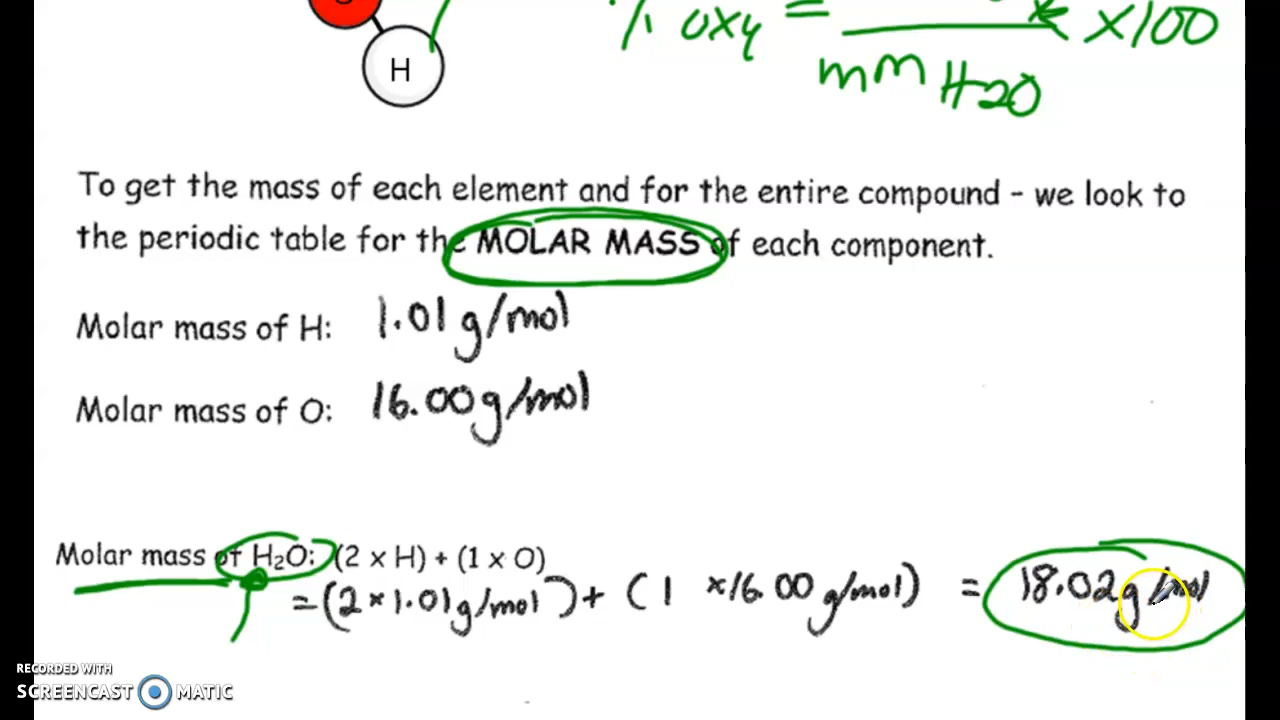 % oxy = x100
mm H2O
H
To get the mass of each element and for the entire compound - we look to
the periodic table for the MOLAR MASS of each component.
Molar mass of H: 1.01 g/mol
Molar mass of O: 16.00 g/mol
Molar mass of H₂O: (2 x H) + (1 x O)
= (2 × 1.01 g/mol) + (1 × 16.00 g/mol) = 18.02 g/mol
RECORDED WITH
SCREENCAST MATIC